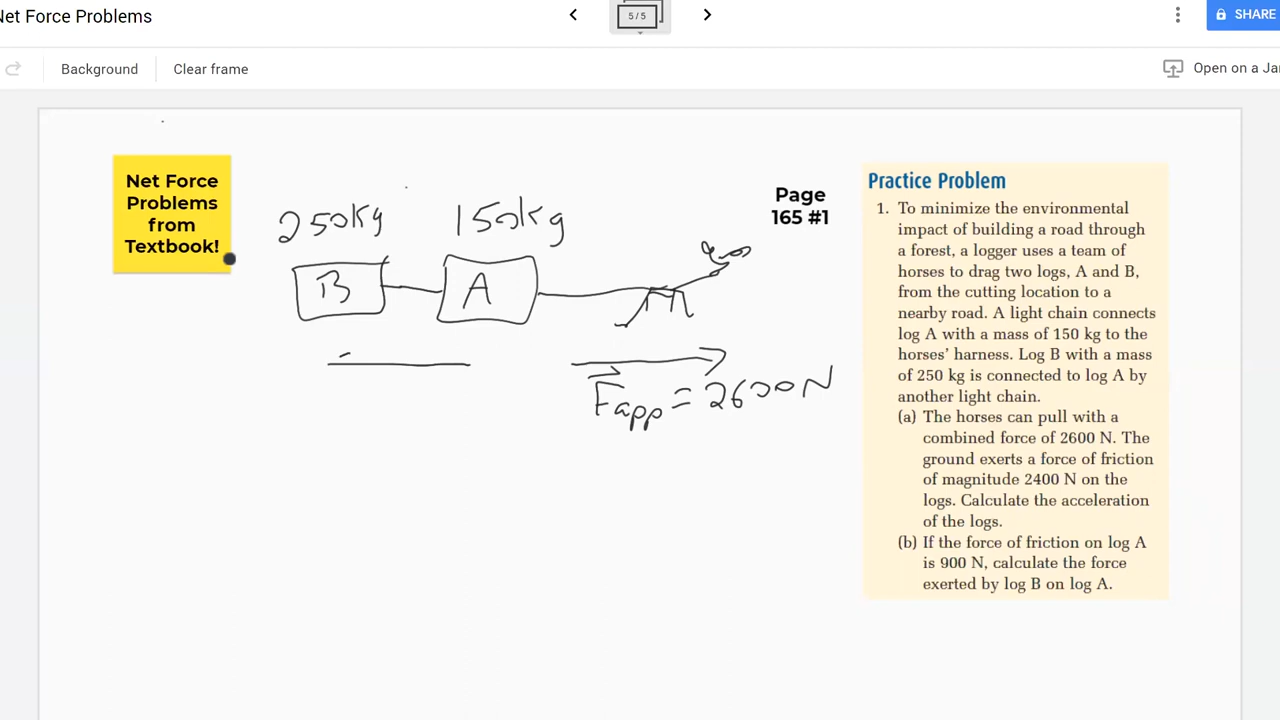 Net Force Problems
5 / 5
SHARE
Background
Clear frame
Open on a Ja
Net Force
Problems
from
Textbook!
250kg
150kg
B
A
Fapp = 2600N
Page
165 #1
Practice Problem
1. To minimize the environmental
impact of building a road through
a forest, a logger uses a team of
horses to drag two logs, A and B,
from the cutting location to a
nearby road. A light chain connects
log A with a mass of 150 kg to the
horses’ harness. Log B with a mass
of 250 kg is connected to log A by
another light chain.
(a) The horses can pull with a
combined force of 2600 N. The
ground exerts a force of friction
of magnitude 2400 N on the
logs. Calculate the acceleration
of the logs.
(b) If the force of friction on log A
is 900 N, calculate the force
exerted by log B on log A.